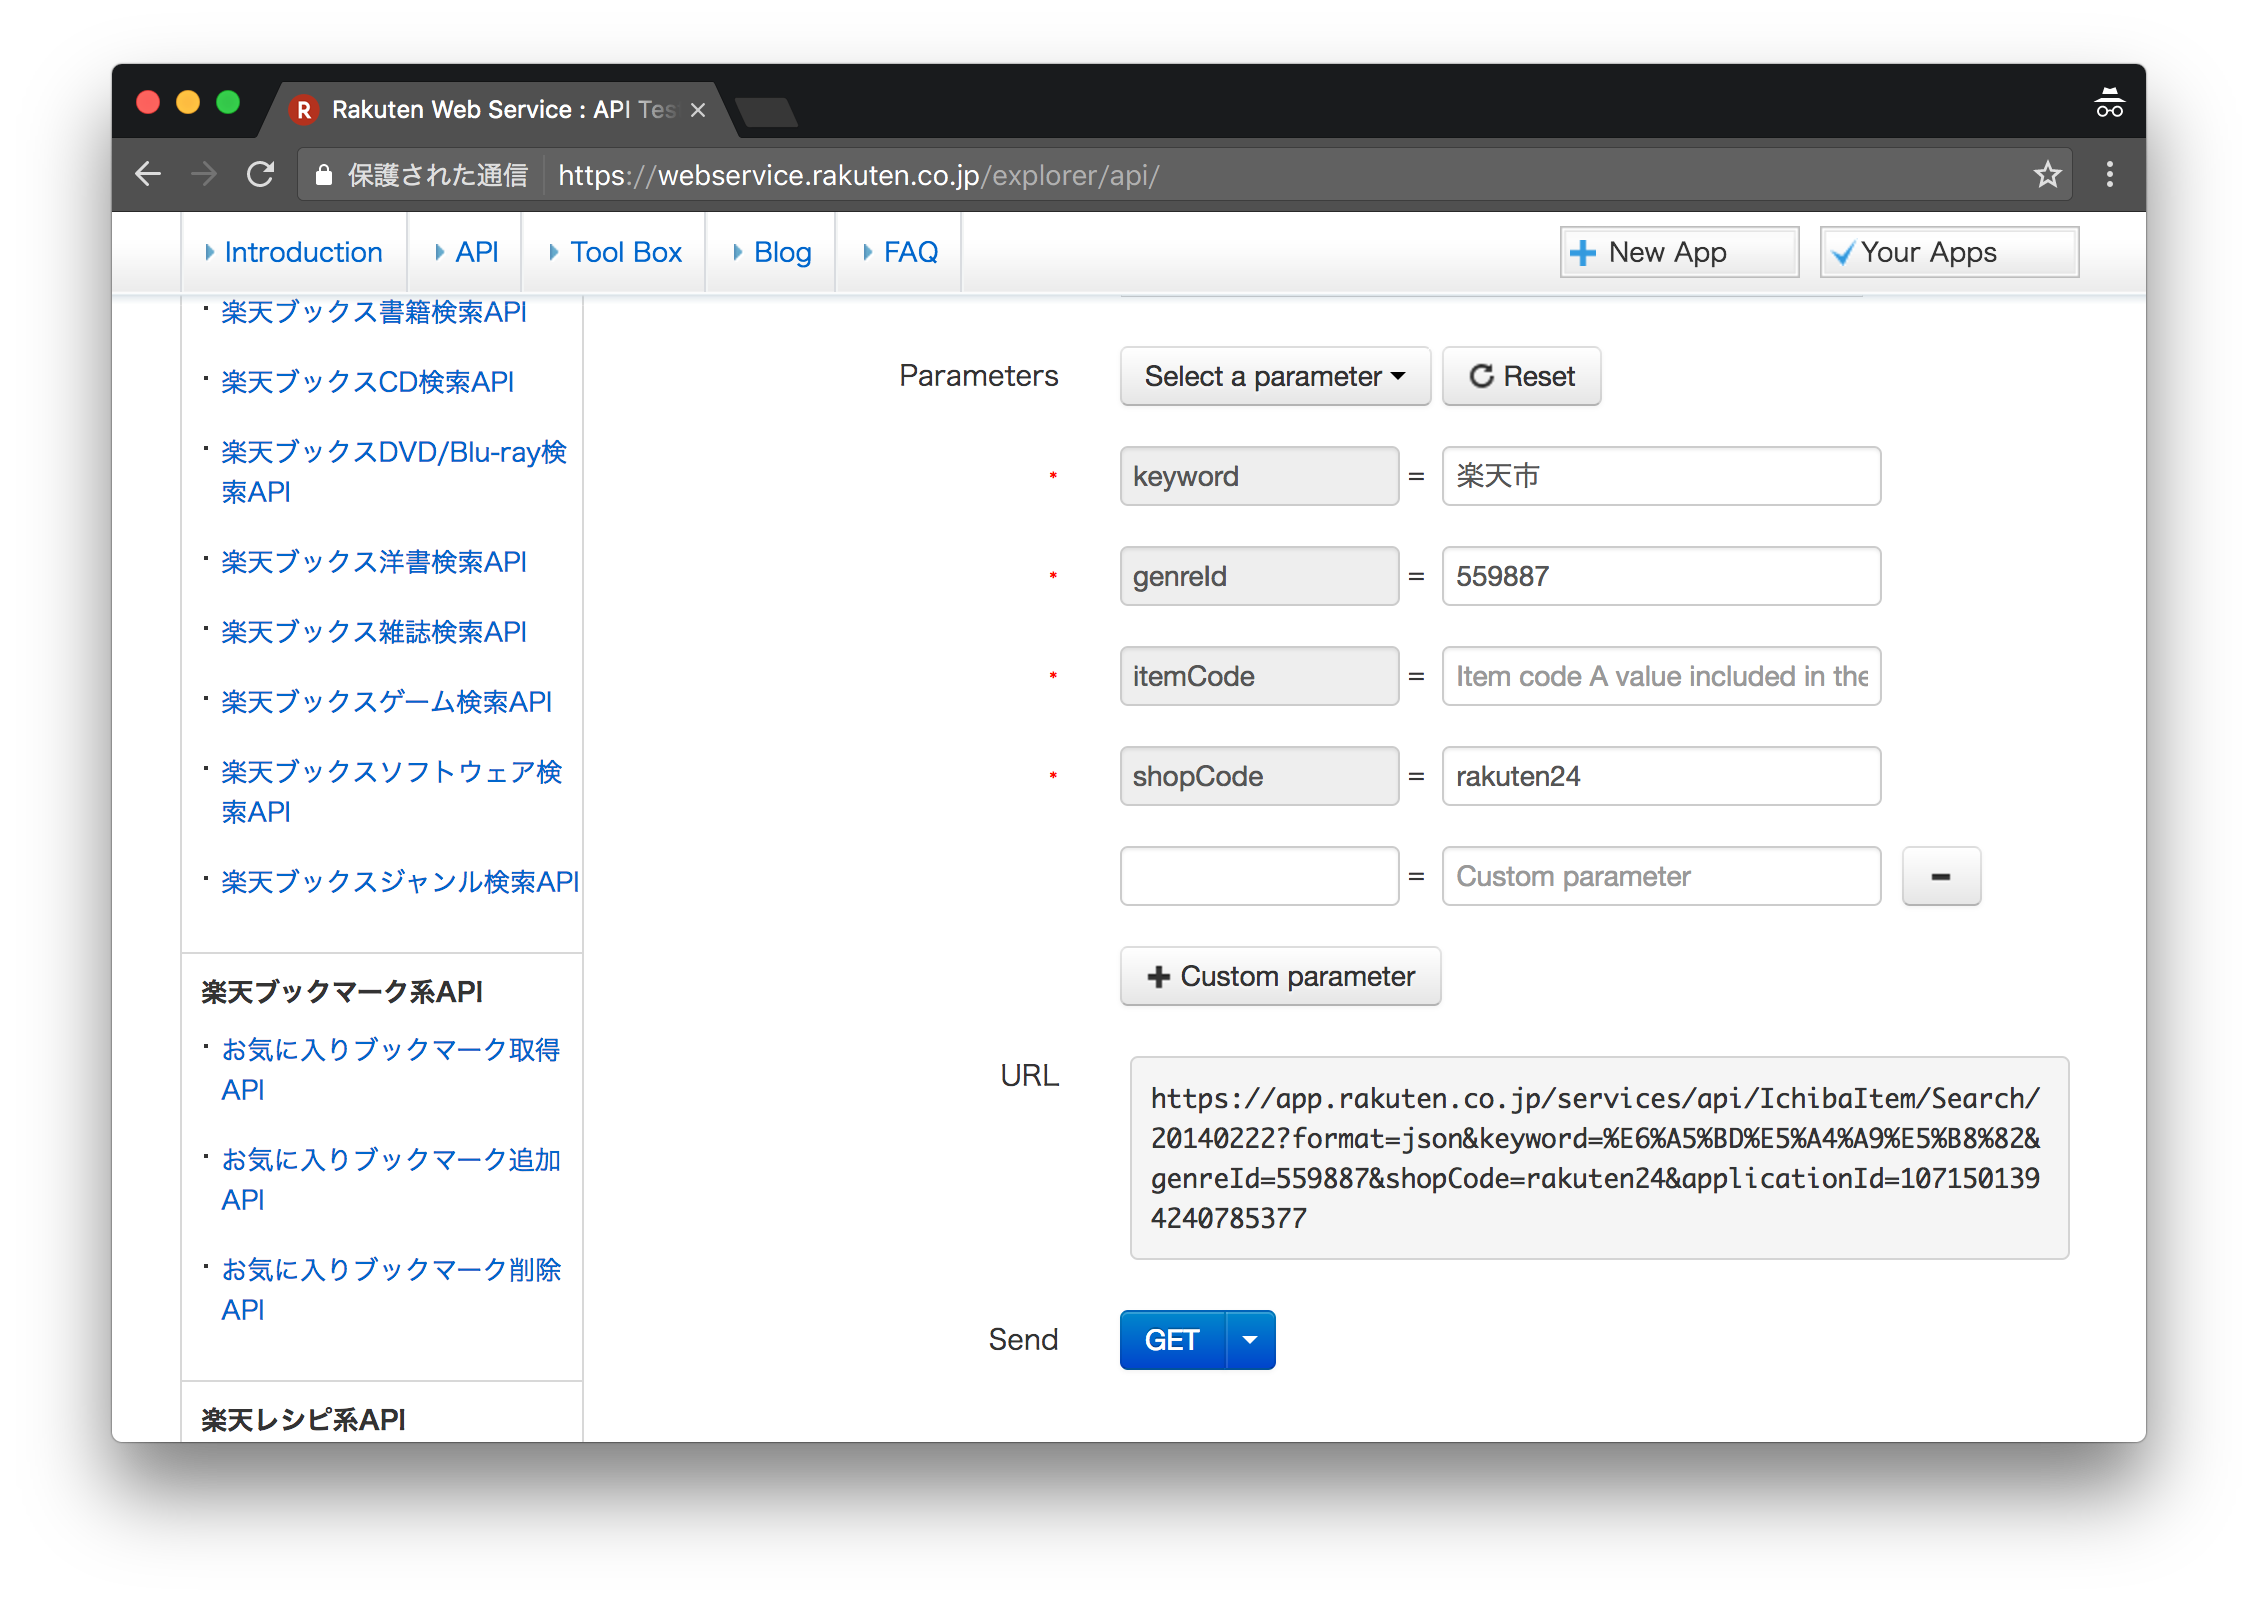 Rakuten Web Service : API Tes
保護された通信 https://webservice.rakuten.co.jp/explorer/api/
Introduction API Tool Box Blog FAQ New App Your Apps
・楽天ブックス書籍検索API
・楽天ブックスCD検索API
・楽天ブックスDVD/Blu-ray検
索API
・楽天ブックス洋書検索API
・楽天ブックス雑誌検索API
・楽天ブックスゲーム検索API
・楽天ブックスソフトウェア検
索API
・楽天ブックスジャンル検索API
楽天ブックマーク系API
・お気に入りブックマーク取得
API
・お気に入りブックマーク追加
API
・お気に入りブックマーク削除
API
楽天レシピ系API
Parameters Select a parameter Reset
* keyword = 楽天市
* genreId = 559887
* itemCode = Item code A value included in the
* shopCode = rakuten24
= Custom parameter
Custom parameter
URL
https://app.rakuten.co.jp/services/api/IchibaItem/Search/
20140222?format=json&keyword=%E6%A5%BD%E5%A4%A9%E5%B8%82&
genreId=559887&shopCode=rakuten24&applicationId=107150139
4240785377
Send GET